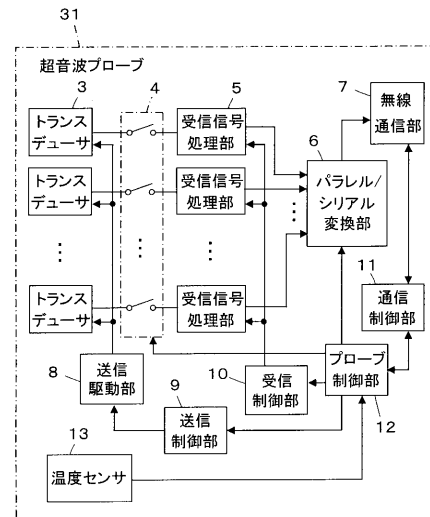 31
超音波プローブ
3
4
5
7
トランス
デューサ
受信信号
処理部
6
無線
通信部
トランス
デューサ
受信信号
処理部
パラレル/
シリアル
変換部
11
通信
制御部
トランス
デューサ
受信信号
処理部
8
送信
駆動部
9
送信
制御部
10
受信
制御部
プローブ
制御部
12
13
温度センサ